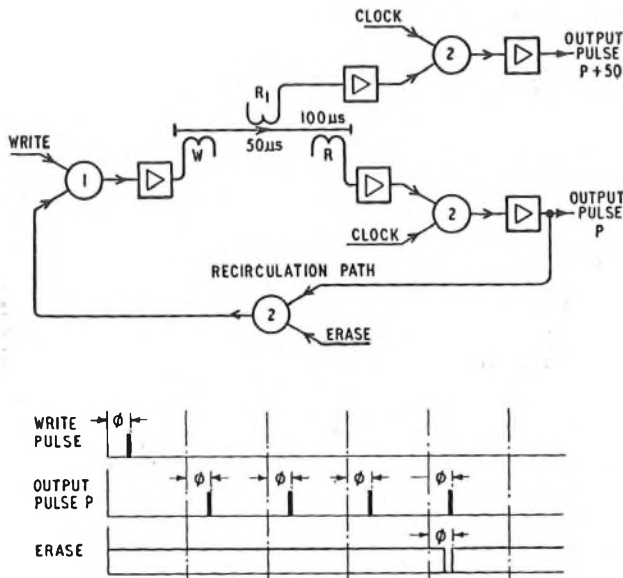 CLOCK
2
OUTPUT
PULSE
P + 50
R1
100μs
WRITE
1
W
50μs
R
2
OUTPUT
PULSE
P
CLOCK
RECIRCULATION PATH
2
ERASE
WRITE
PULSE
ϕ
OUTPUT
PULSE P
ϕ ϕ ϕ ϕ
ERASE
ϕ